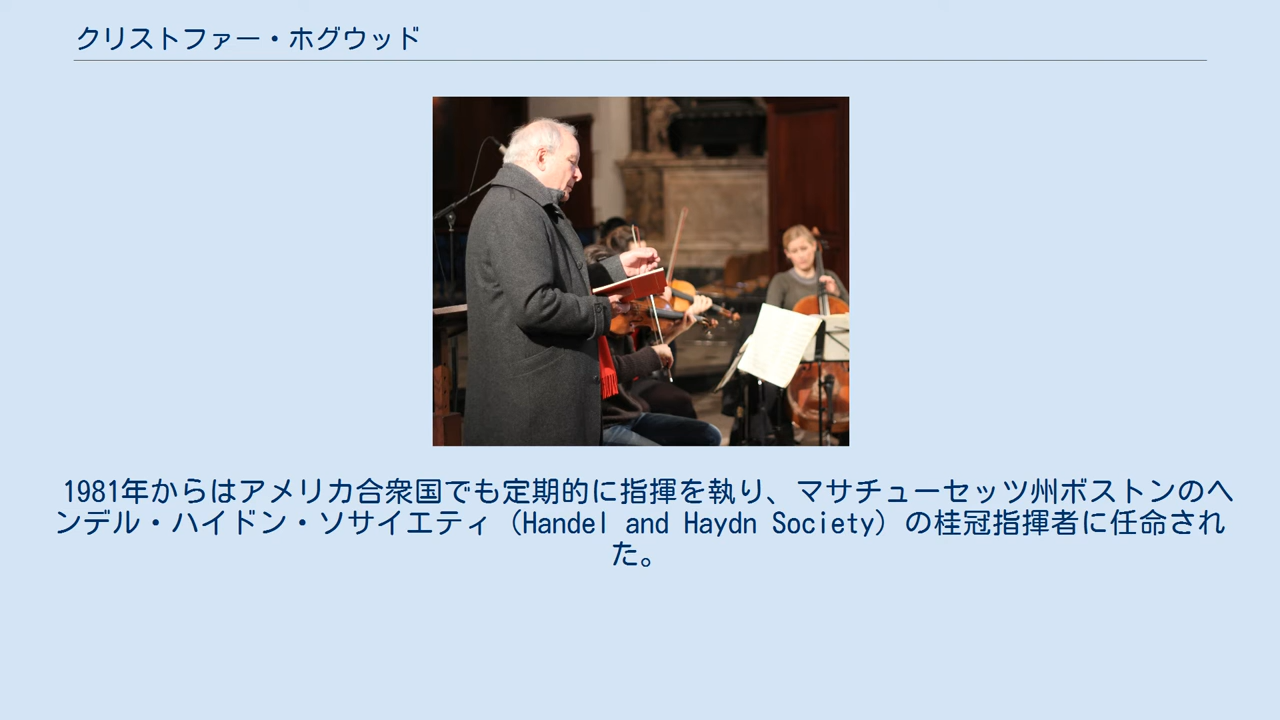 クリストファー・ホグウッド
1981年からはアメリカ合衆国でも定期的に指揮を執り、マサチューセッツ州ボストンのヘ
ンデル・ハイドン・ソサイエティ（Handel and Haydn Society）の桂冠指揮者に任命され
た。